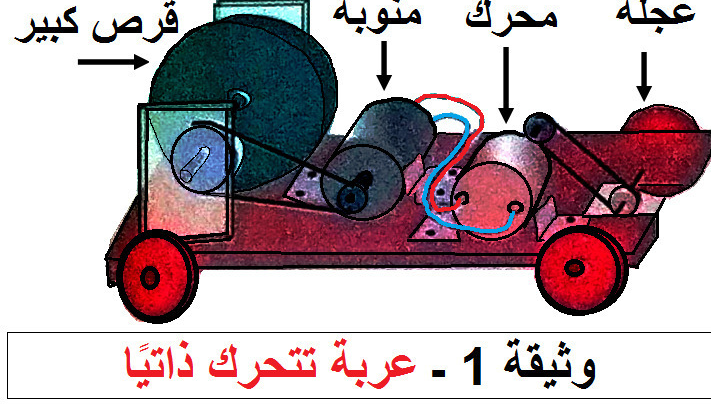 عجلة
محرك
منوبة
قرص كبير
وثيقة 1 - عربة تتحرك ذاتيًا